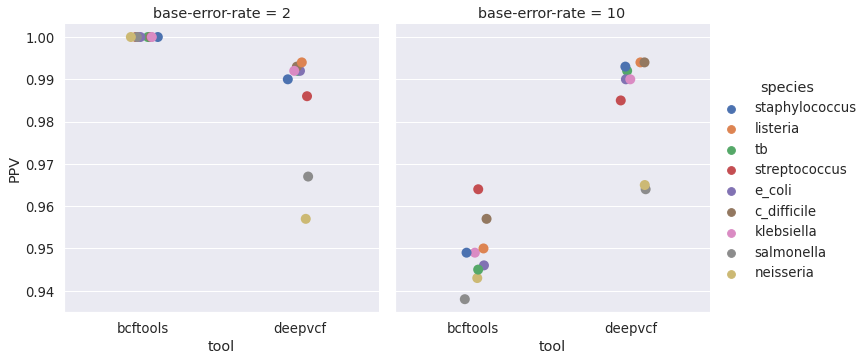 base-error-rate = 2
base-error-rate = 10
PPV
1.00
0.99
0.98
0.97
0.96
0.95
0.94
bcftools
deepvcf
bcftools
deepvcf
tool
tool
species
staphylococcus
listeria
tb
streptococcus
e_coli
c_difficile
klebsiella
salmonella
neisseria